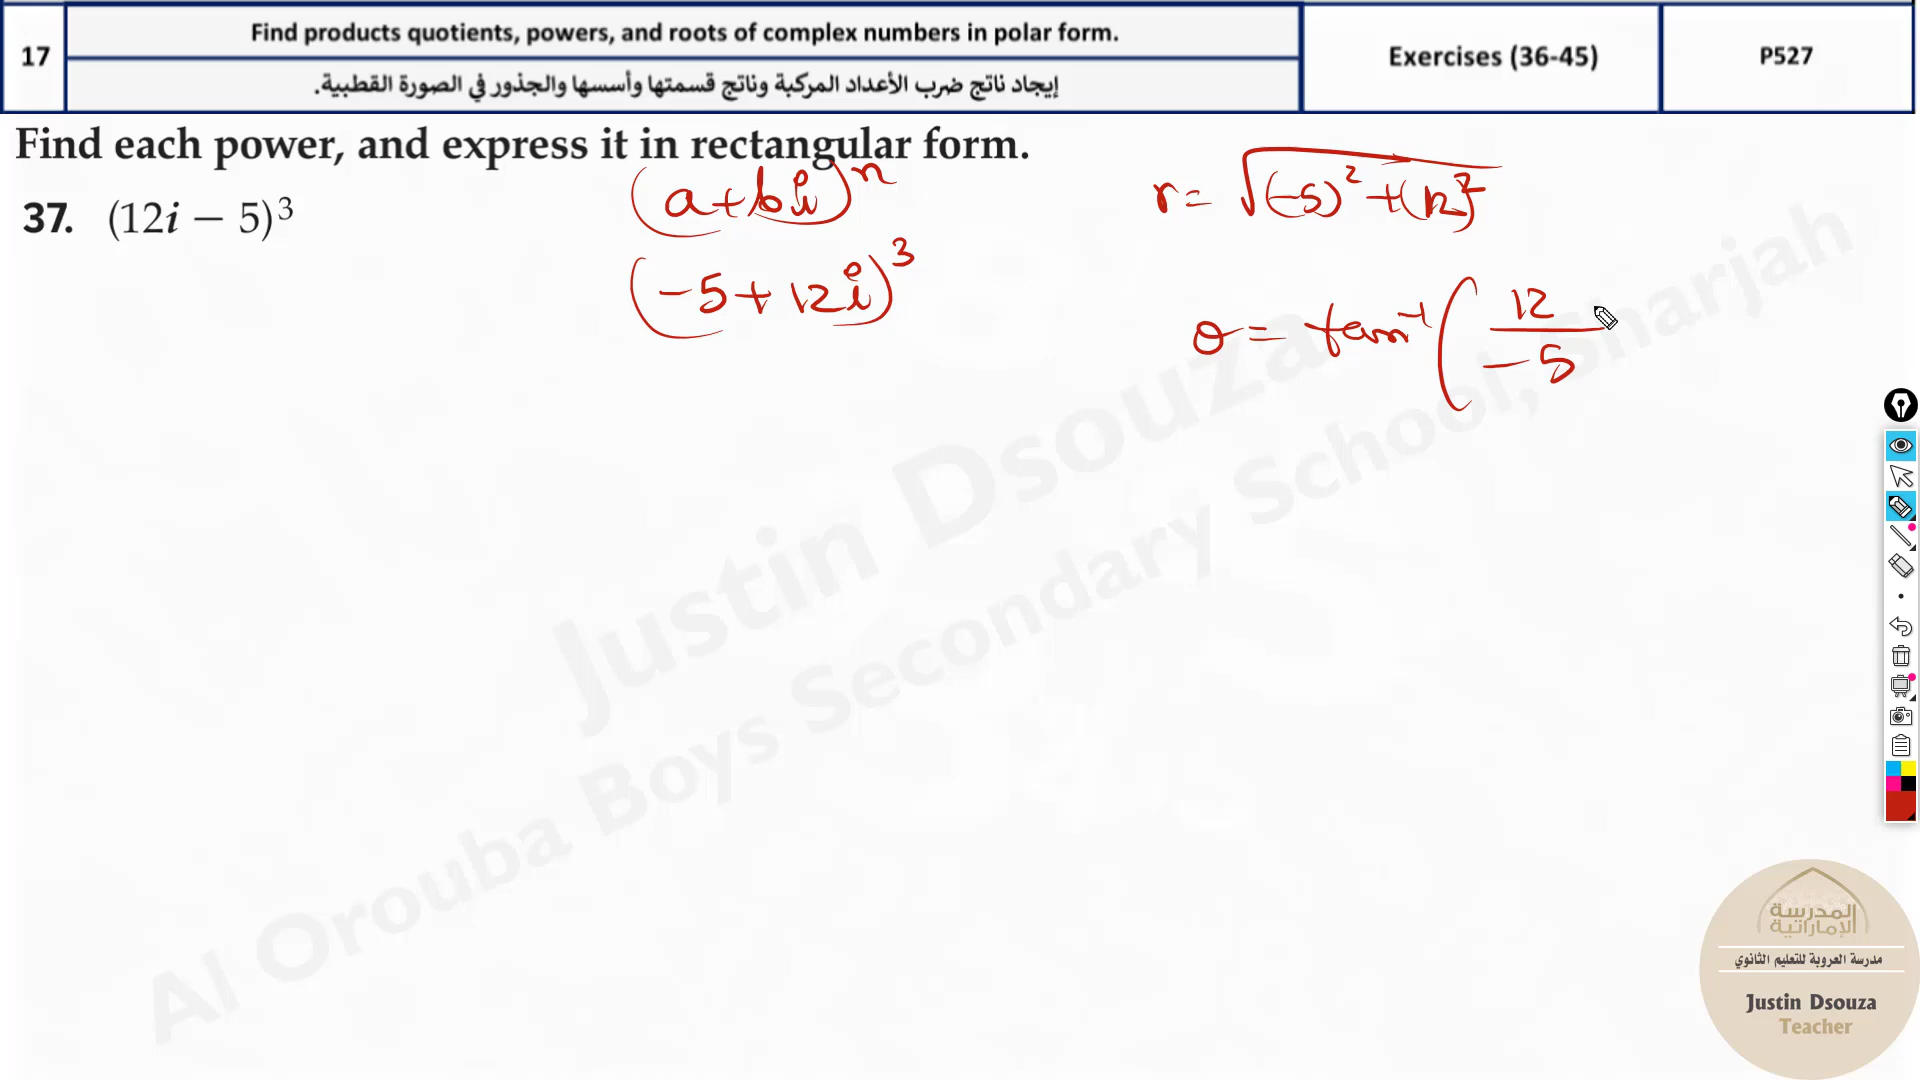 17
Find products quotients, powers, and roots of complex numbers in polar form.
إيجاد ناتج ضرب الأعداد المركبة وناتج قسمتها وأسسها والجذور في الصورة القطبية.
Exercises (36-45)
P527
Find each power, and express it in rectangular form.
37. (12i − 5)³
(a+bi)ⁿ
(-5+12i)³
r = √(-5)² + (12)²
θ = tan⁻¹ ( 12 / -5
Justin Dsouza
Al Orouba Boys Secondary School, Sharjah
المدرسة
الإماراتية
مدرسة العروبة للتعليم الثانوي
Justin Dsouza
Teacher